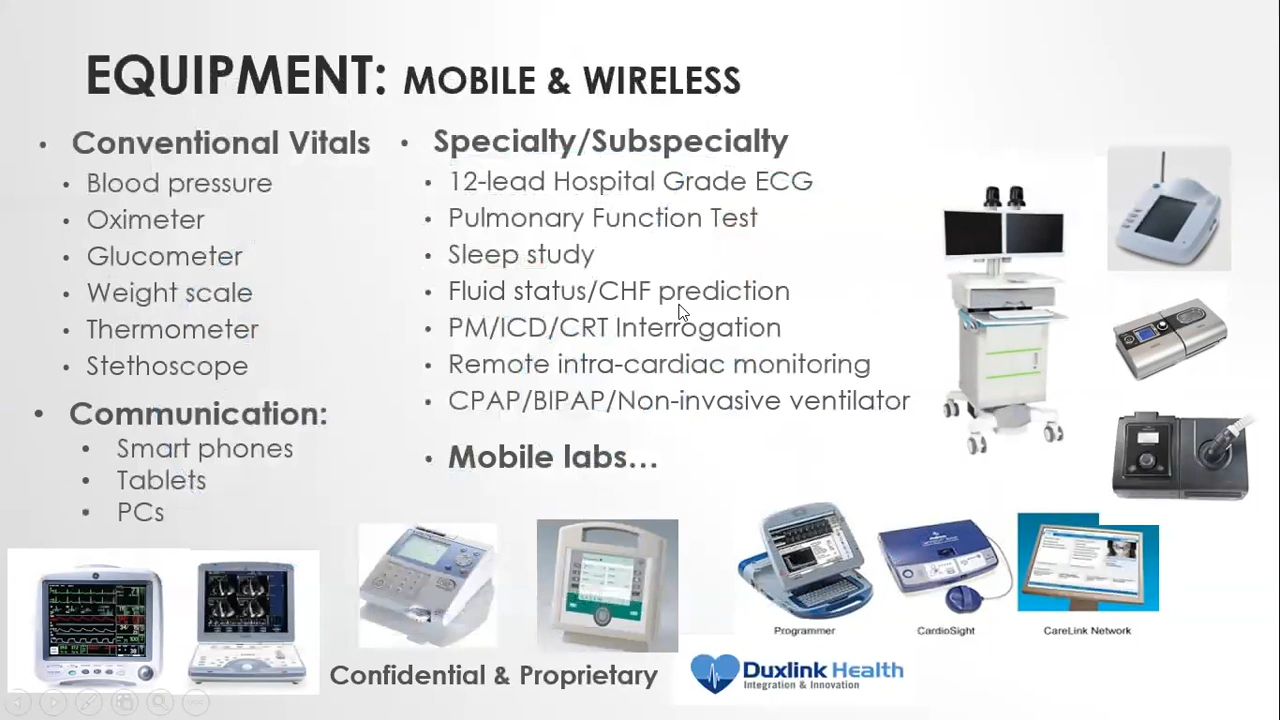 EQUIPMENT: MOBILE & WIRELESS
• Conventional Vitals
• Blood pressure
• Oximeter
• Glucometer
• Weight scale
• Thermometer
• Stethoscope
• Communication:
• Smart phones
• Tablets
• PCs
• Specialty/Subspecialty
• 12-lead Hospital Grade ECG
• Pulmonary Function Test
• Sleep study
• Fluid status/CHF prediction
• PM/ICD/CRT Interrogation
• Remote intra-cardiac monitoring
• CPAP/BIPAP/Non-invasive ventilator
• Mobile labs...
Programmer
CardioSight
CareLink Network
Confidential & Proprietary
Duxlink Health
Integration & Innovation